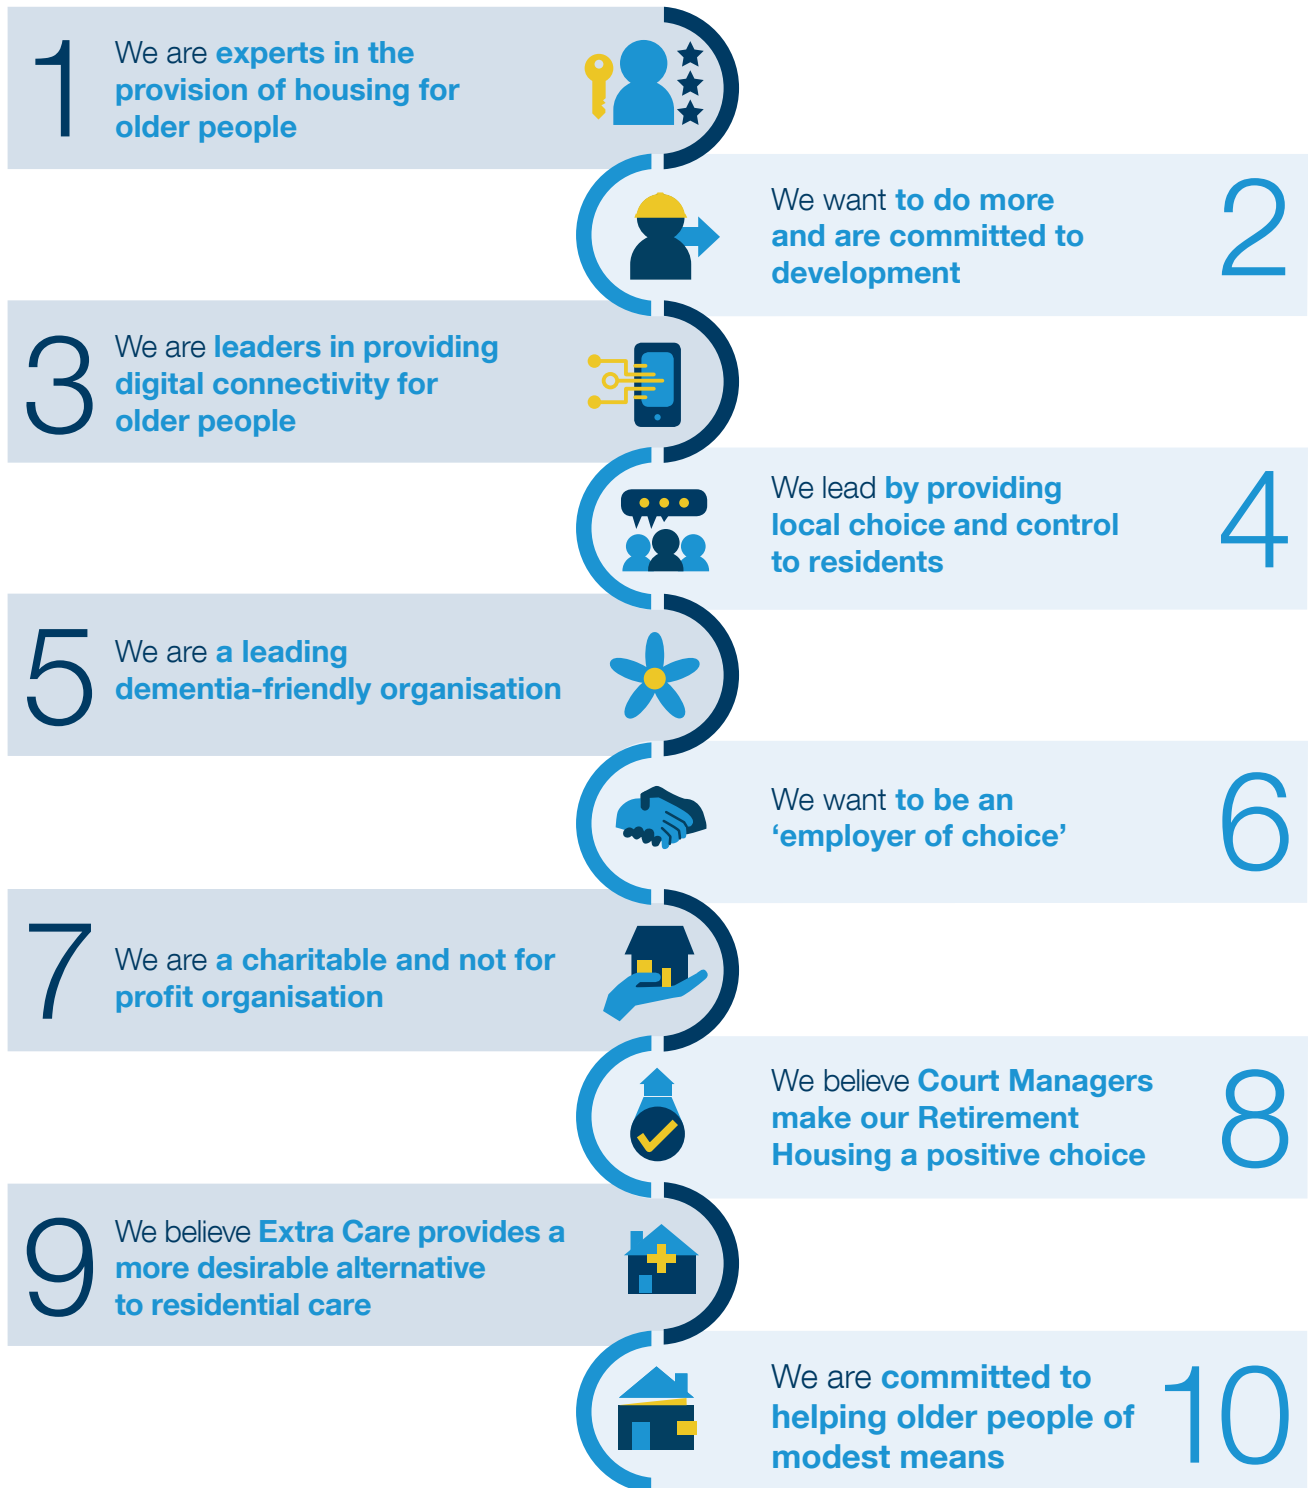 1
We are experts in the
provision of housing for
older people
2
We want to do more
and are committed to
development
3
We are leaders in providing
digital connectivity for
older people
4
We lead by providing
local choice and control
to residents
5
We are a leading
dementia-friendly organisation
6
We want to be an
‘employer of choice’
7
We are a charitable and not for
profit organisation
8
We believe Court Managers
make our Retirement
Housing a positive choice
9
We believe Extra Care provides a
more desirable alternative
to residential care
10
We are committed to
helping older people of
modest means